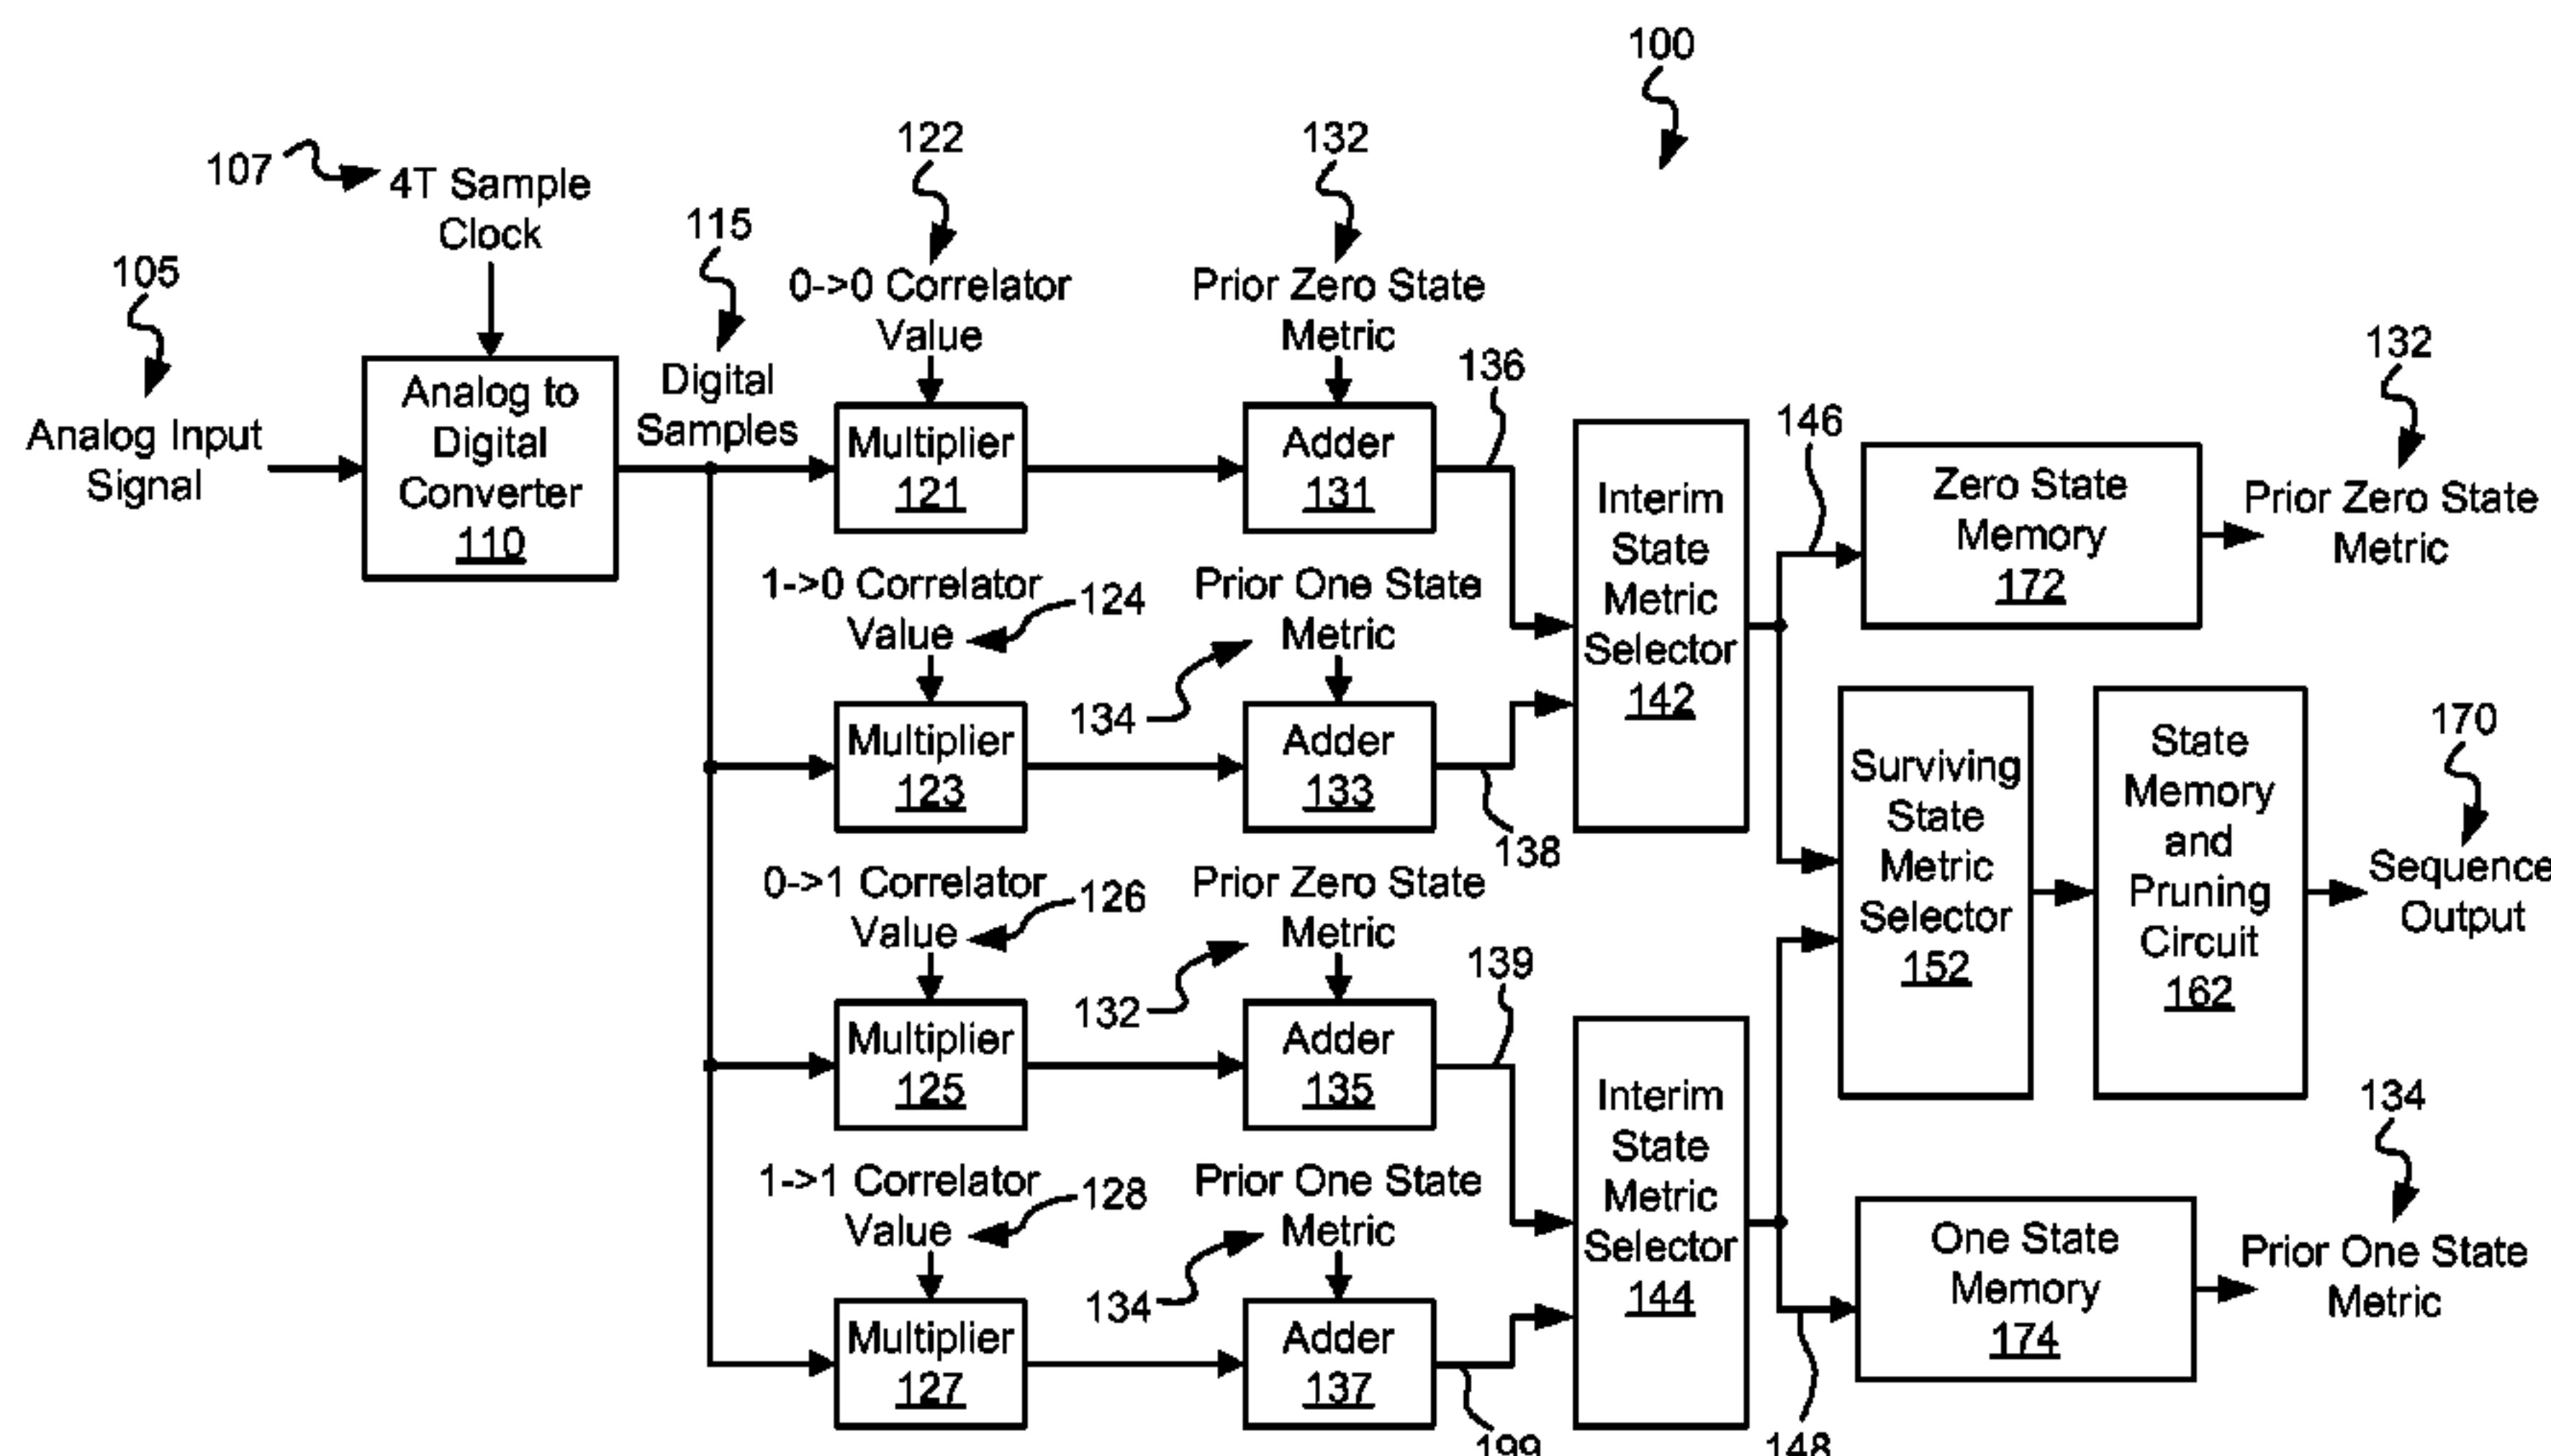 100
107
4T Sample
Clock
105
Analog Input
Signal
Analog to
Digital
Converter
110
115
Digital
Samples
122
0->0 Correlator
Value
Multiplier
121
132
Prior Zero State
Metric
Adder
131
136
1->0 Correlator
Value
124
Multiplier
123
Prior One State
Metric
134
Adder
133
138
0->1 Correlator
Value
126
Multiplier
125
Prior Zero State
Metric
132
Adder
135
139
1->1 Correlator
Value
128
Multiplier
127
Prior One State
Metric
134
Adder
137
199
Interim
State
Metric
Selector
142
Interim
State
Metric
Selector
144
146
Zero State
Memory
172
132
Prior Zero State
Metric
Surviving
State
Metric
Selector
152
State
Memory
and
Pruning
Circuit
162
170
Sequence
Output
148
One State
Memory
174
134
Prior One State
Metric